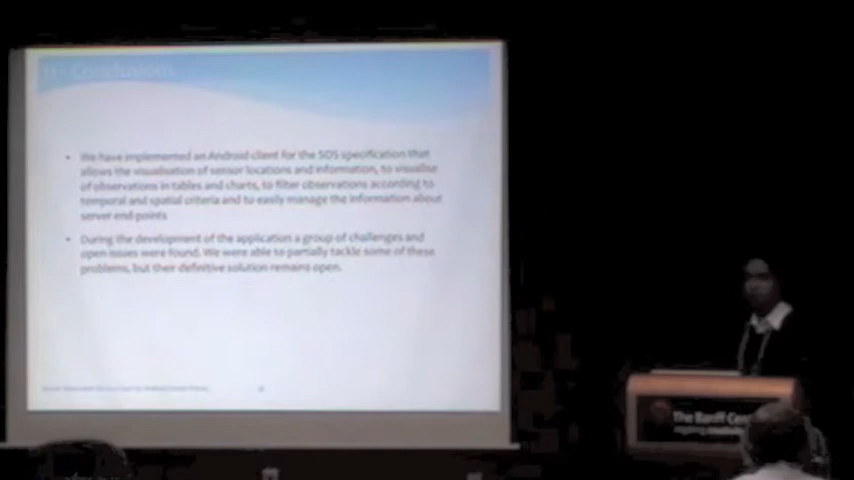 Conclusions
• We have implemented an Android client for the SOS specification that
allows the visualisation of sensor locations and information, to visualise
of observations in tables and charts, to filter observations according to
temporal and spatial criteria and to easily manage the information about
server end-points
• During the development of the application a group of challenges and
open issues were found. We were able to partially tackle some of these
problems, but their definitive solution remains open.
The Banff Cen
inspiring creativity